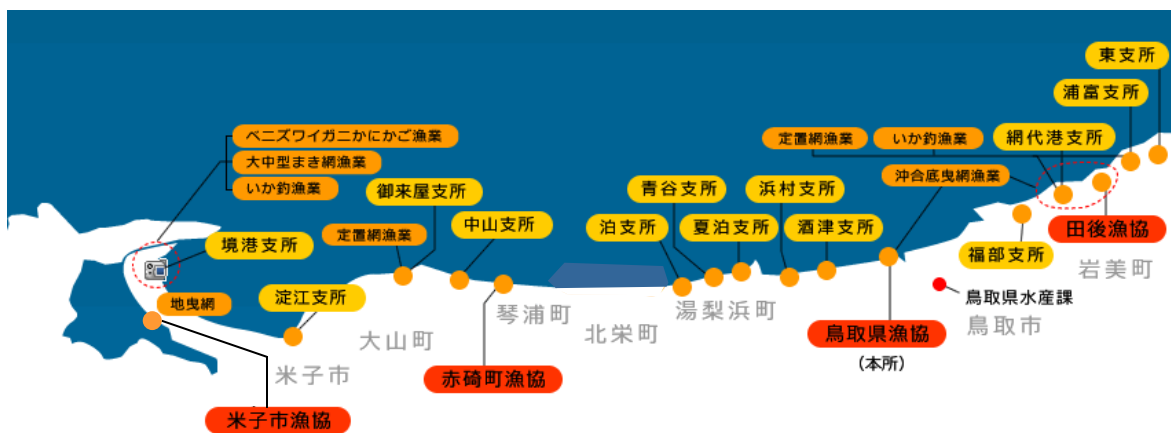 東支所
浦富支所
ベニズワイガニかにかご漁業
大中型まき網漁業
いか釣漁業
定置網漁業
いか釣漁業
網代港支所
沖合底曳網漁業
御来屋支所
青谷支所
浜村支所
中山支所
泊支所
夏泊支所
酒津支所
定置網漁業
境港支所
田後漁協
福部支所
岩美町
地曳網
淀江支所
鳥取県水産課
琴浦町
湯梨浜町
鳥取市
大山町
北栄町
鳥取県漁協
(本所)
米子市
赤碕町漁協
米子市漁協